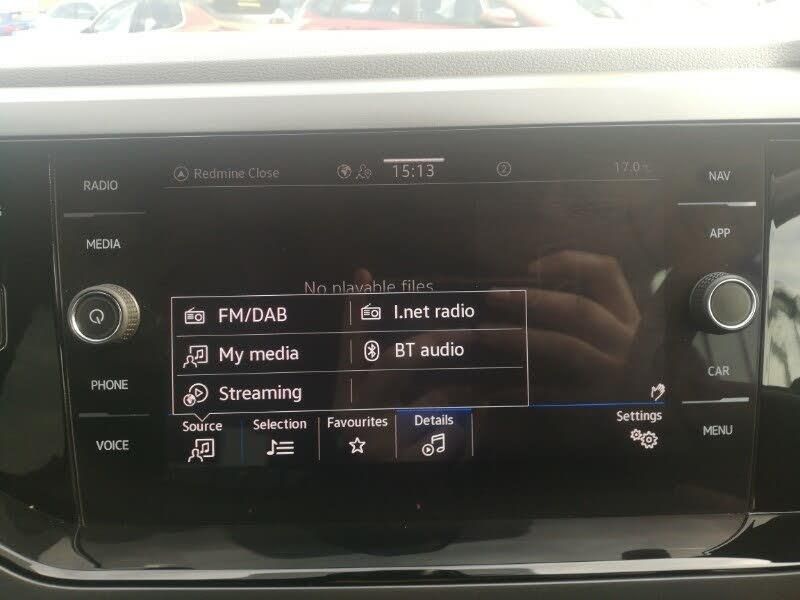 RADIO
MEDIA
PHONE
VOICE
Redmine Close
15:13
2
17.0
No playable files
FM/DAB
I.net radio
My media
BT audio
Streaming
Source
Selection
Favourites
Details
Settings
NAV
APP
CAR
MENU